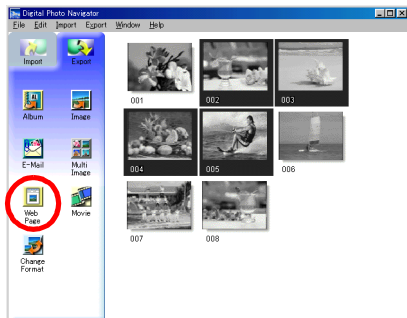 Digital Photo Navigator
File Edit Import Export Window Help
Import Export
Album Image
E-Mail Multi Image
Web Page Movie
Change Format
001 002 003
004 005 006
007 008